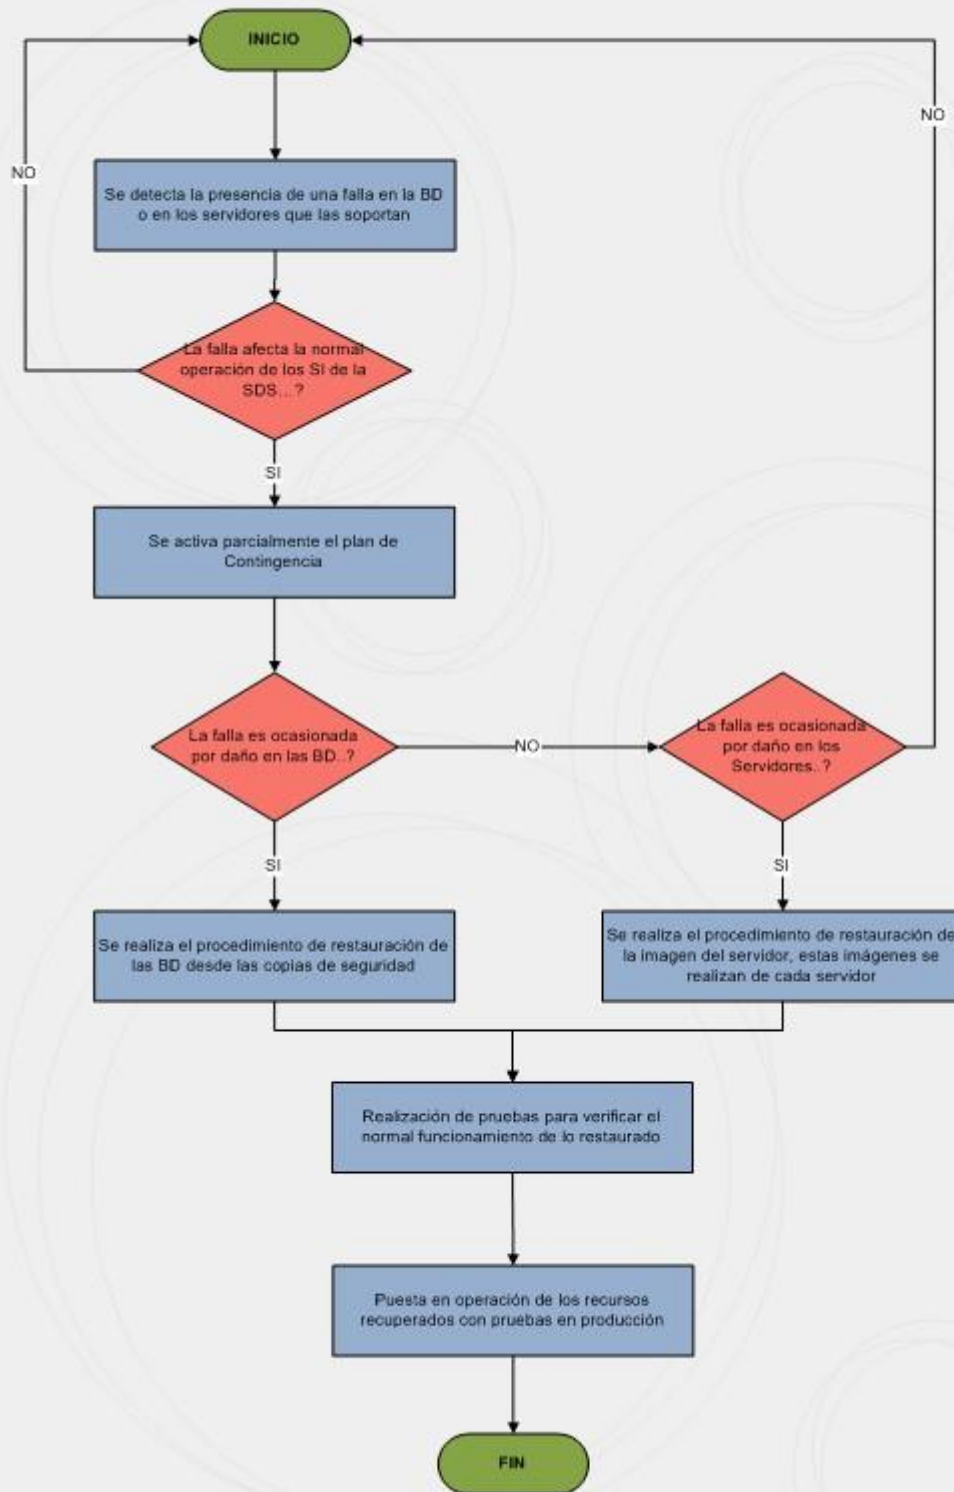 INICIO
NO
NO
Se detecta la presencia de una falla en la BD
o en los servidores que las soportan
La falla afecta la normal
operación de los SI de la
SDS...?
SI
Se activa parcialmente el plan de
Contingencia
La falla es ocasionada
por daño en las BD..?
NO
La falla es ocasionada
por daño en los
Servidores..?
SI
SI
Se realiza el procedimiento de restauración de
las BD desde las copias de seguridad
Se realiza el procedimiento de restauración de
la imagen del servidor, estas imágenes se
realizan de cada servidor
Realización de pruebas para verificar el
normal funcionamiento de lo restaurado
Puesta en operación de los recursos
recuperados con pruebas en producción
FIN